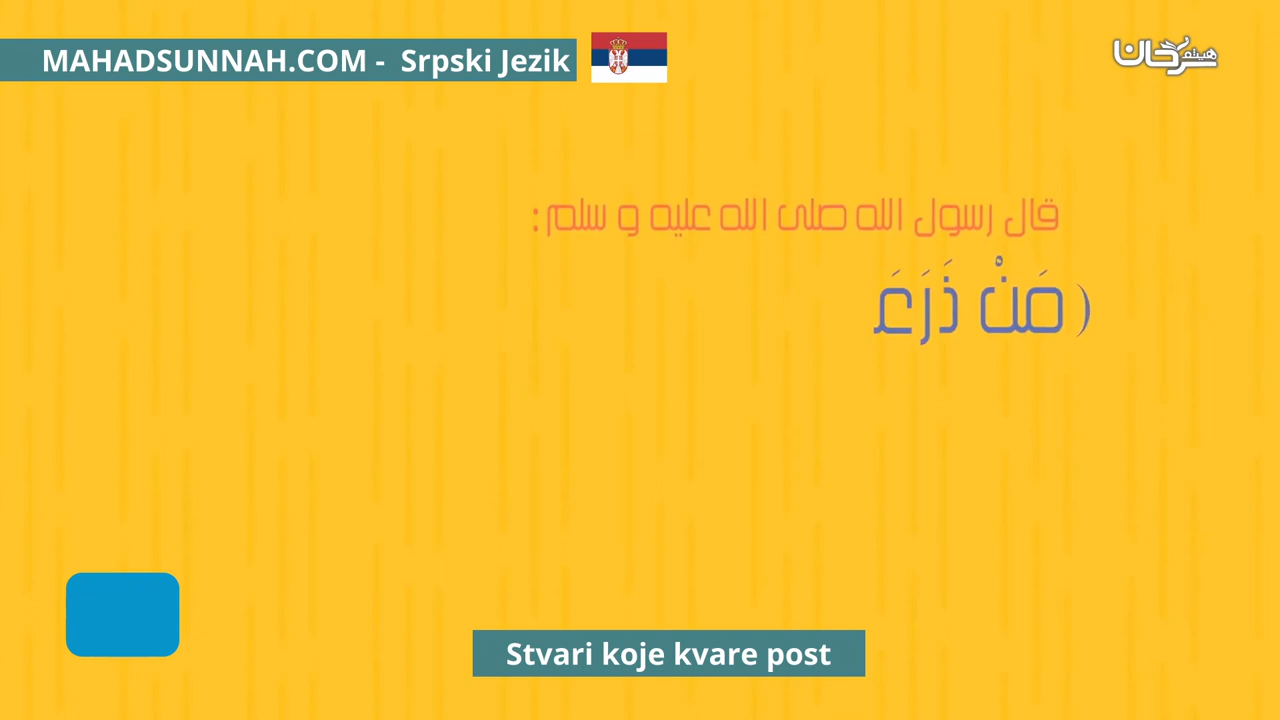 MAHADSUNNAH.COM - Srpski Jezik
قال رسول الله صلى الله عليه و سلم:
(مَنْ ذَرَعَ
Stvari koje kvare post